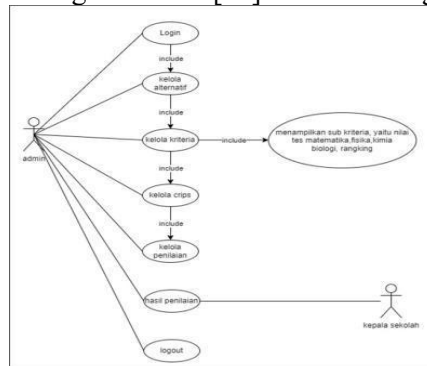 Login
include
kelola
alternatif
include
kelola kriteria
include
menampilkan sub kriteria, yaitu nilai
tes matematika,fisika,kimia
biologi, rangking
admin
include
kelola crips
include
kelola
penilaian
hasil penilaian
kepala sekolah
logout